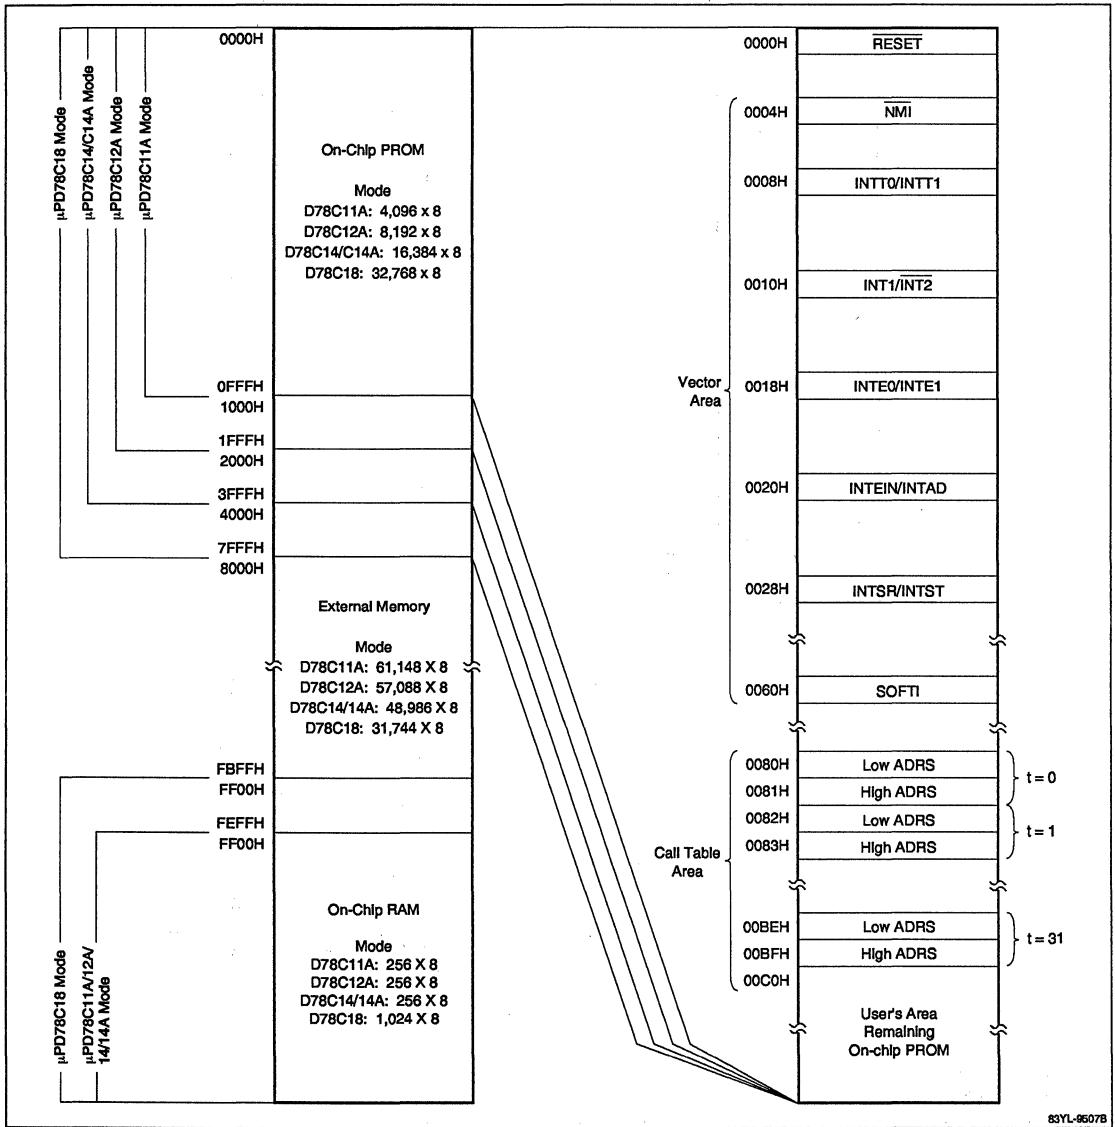 0000H
μPD78C18 Mode
μPD78C14/C14A Mode
μPD78C12A Mode
μPD78C11A Mode
On-Chip PROM
Mode
D78C11A: 4,096 x 8
D78C12A: 8,192 x 8
D78C14/C14A: 16,384 x 8
D78C18: 32,768 x 8
0FFFH
1000H
1FFFH
2000H
3FFFH
4000H
7FFFH
8000H
External Memory
Mode
D78C11A: 61,148 X 8
D78C12A: 57,088 X 8
D78C14/14A: 48,986 X 8
D78C18: 31,744 X 8
FBFFH
FF00H
FEFFH
FF00H
μPD78C18 Mode
μPD78C11A/12A/
14/14A Mode
On-Chip RAM
Mode
D78C11A: 256 X 8
D78C12A: 256 X 8
D78C14/14A: 256 X 8
D78C18: 1,024 X 8
0000H RESET
Vector
Area
0004H NMI
0008H INTT0/INTT1
0010H INT1/INT2
0018H INTE0/INTE1
0020H INTEIN/INTAD
0028H INTSR/INTST
0060H SOFTI
Call Table
Area
0080H Low ADRS
0081H High ADRS
t = 0
0082H Low ADRS
0083H High ADRS
t = 1
00BEH Low ADRS
00BFH High ADRS
t = 31
00C0H
User's Area
Remaining
On-chip PROM
83YL-9507B